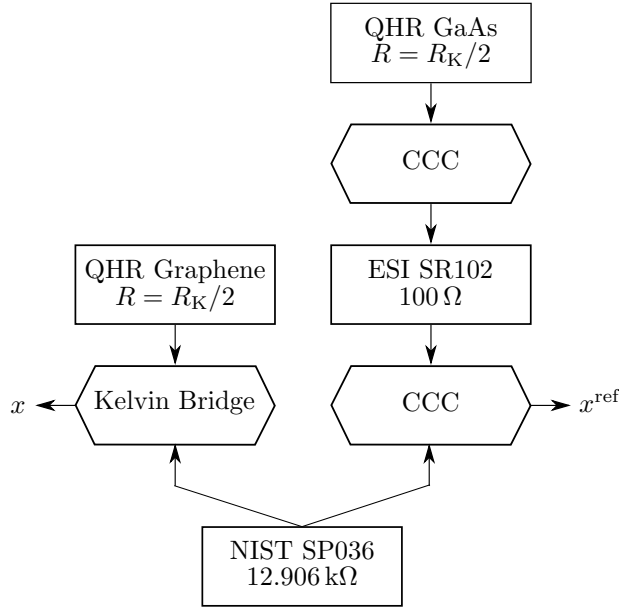 QHR GaAs
R = R_K/2
CCC
QHR Graphene
R = R_K/2
ESI SR102
100 Ω
x
Kelvin Bridge
CCC
x^ref
NIST SP036
12.906 kΩ